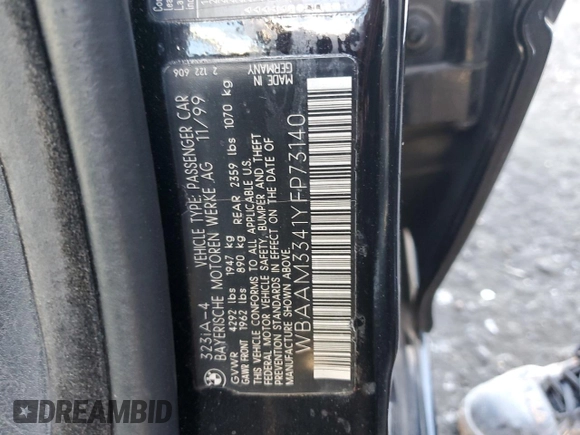 323iA-4 VEHICLE TYPE: PASSENGER CAR
BAYERISCHE MOTOREN WERKE AG 11/99
GVWR 4292 lbs 1947 kg REAR 2359 lbs 1070 kg
GAWR FRONT 1962 lbs 890 kg
THIS VEHICLE CONFORMS TO ALL APPLICABLE U.S.
FEDERAL MOTOR VEHICLE SAFETY, BUMPER AND THEFT
PREVENTION STANDARDS IN EFFECT ON THE DATE OF
MANUFACTURE SHOWN ABOVE.
WBAAM3341YFP73140
2 122 606
MADE IN
GERMANY
DREAMBID